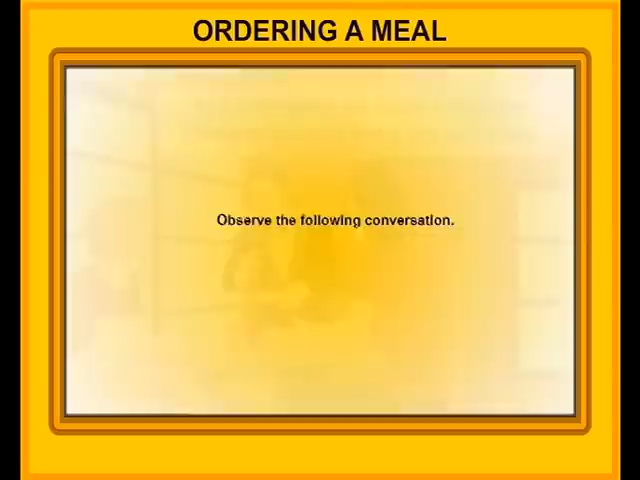 ORDERING A MEAL
Observe the following conversation.